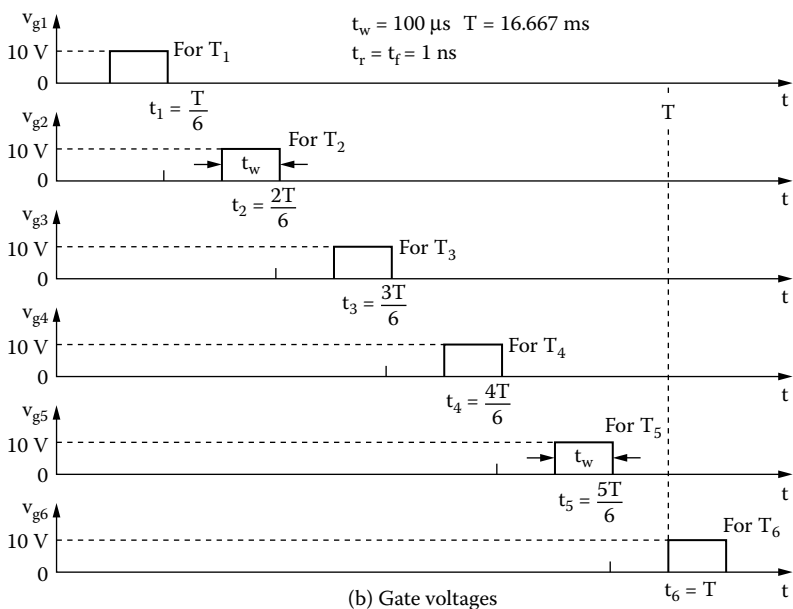 v_g1
t_w = 100 μs T = 16.667 ms
t_r = t_f = 1 ns
10 V
For T_1
0
t
t_1 = T/6
T
v_g2
For T_2
10 V
t_w
0
t
t_2 = 2T/6
v_g3
10 V
For T_3
0
t
t_3 = 3T/6
v_g4
10 V
For T_4
0
t
t_4 = 4T/6
v_g5
For T_5
10 V
t_w
0
t
t_5 = 5T/6
v_g6
For T_6
10 V
0
t_6 = T
t
(b) Gate voltages